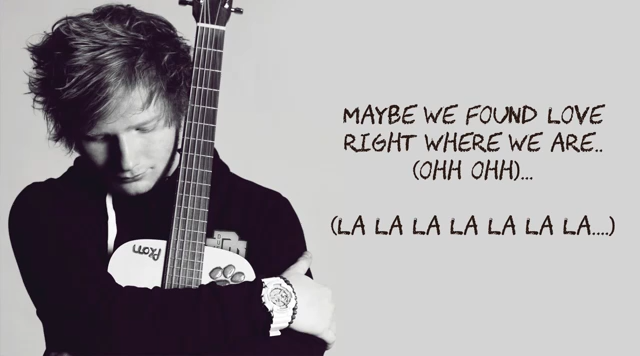 MAYBE WE FOUND LOVE
RIGHT WHERE WE ARE..
(OHH OHH)...
(LA LA LA LA LA LA LA....)